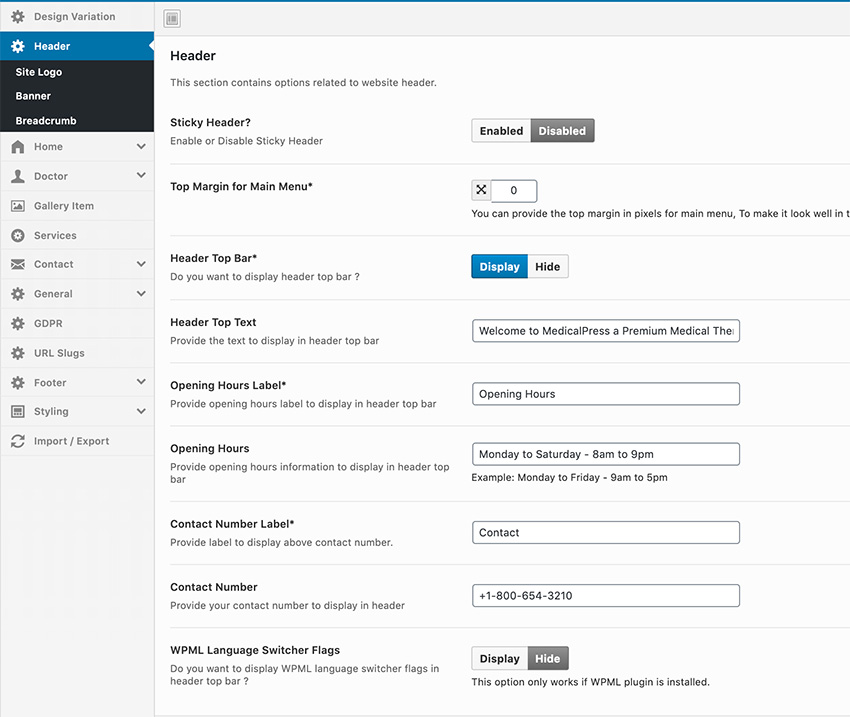 Design Variation
Header
Site Logo
Banner
Breadcrumb
Home
Doctor
Gallery Item
Services
Contact
General
GDPR
URL Slugs
Footer
Styling
Import / Export
Header
This section contains options related to website header.
Sticky Header?
Enable or Disable Sticky Header
Enabled Disabled
Top Margin for Main Menu*
0
You can provide the top margin in pixels for main menu, To make it look well in t
Header Top Bar*
Do you want to display header top bar ?
Display Hide
Header Top Text
Provide the text to display in header top bar
Welcome to MedicalPress a Premium Medical The
Opening Hours Label*
Provide opening hours label to display in header top bar
Opening Hours
Opening Hours
Provide opening hours information to display in header top
bar
Monday to Saturday - 8am to 9pm
Example: Monday to Friday - 9am to 5pm
Contact Number Label*
Provide label to display above contact number.
Contact
Contact Number
Provide your contact number to display in header
+1-800-654-3210
WPML Language Switcher Flags
Do you want to display WPML language switcher flags in
header top bar ?
Display Hide
This option only works if WPML plugin is installed.